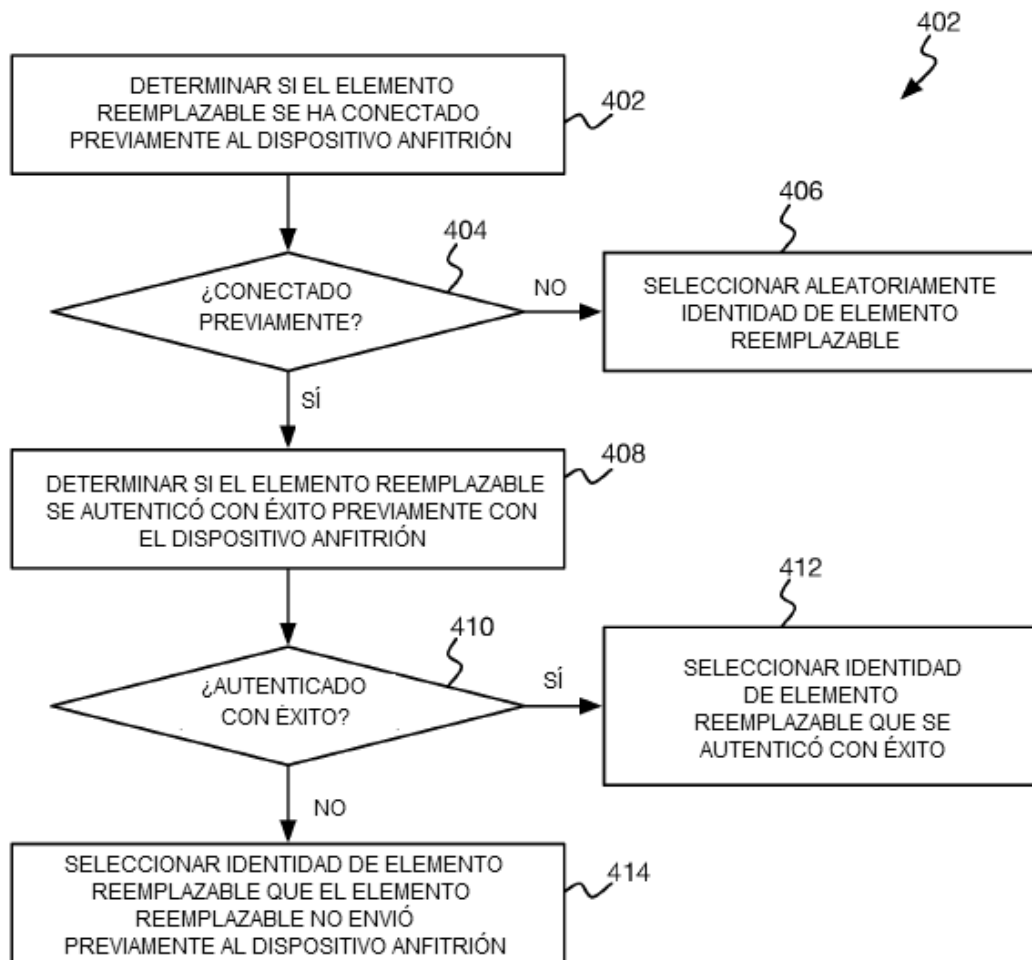 402
DETERMINAR SI EL ELEMENTO
REEMPLAZABLE SE HA CONECTADO
PREVIAMENTE AL DISPOSITIVO ANFITRIÓN
402
404
¿CONECTADO
PREVIAMENTE?
NO
406
SELECCIONAR ALEATORIAMENTE
IDENTIDAD DE ELEMENTO
REEMPLAZABLE
SÍ
408
DETERMINAR SI EL ELEMENTO REEMPLAZABLE
SE AUTENTICÓ CON ÉXITO PREVIAMENTE CON
EL DISPOSITIVO ANFITRIÓN
410
¿AUTENTICADO
CON ÉXITO?
SÍ
412
SELECCIONAR IDENTIDAD
DE ELEMENTO
REEMPLAZABLE QUE SE
AUTENTICÓ CON ÉXITO
NO
SELECCIONAR IDENTIDAD DE ELEMENTO
REEMPLAZABLE QUE EL ELEMENTO
REEMPLAZABLE NO ENVIÓ
PREVIAMENTE AL DISPOSITIVO ANFITRIÓN
414